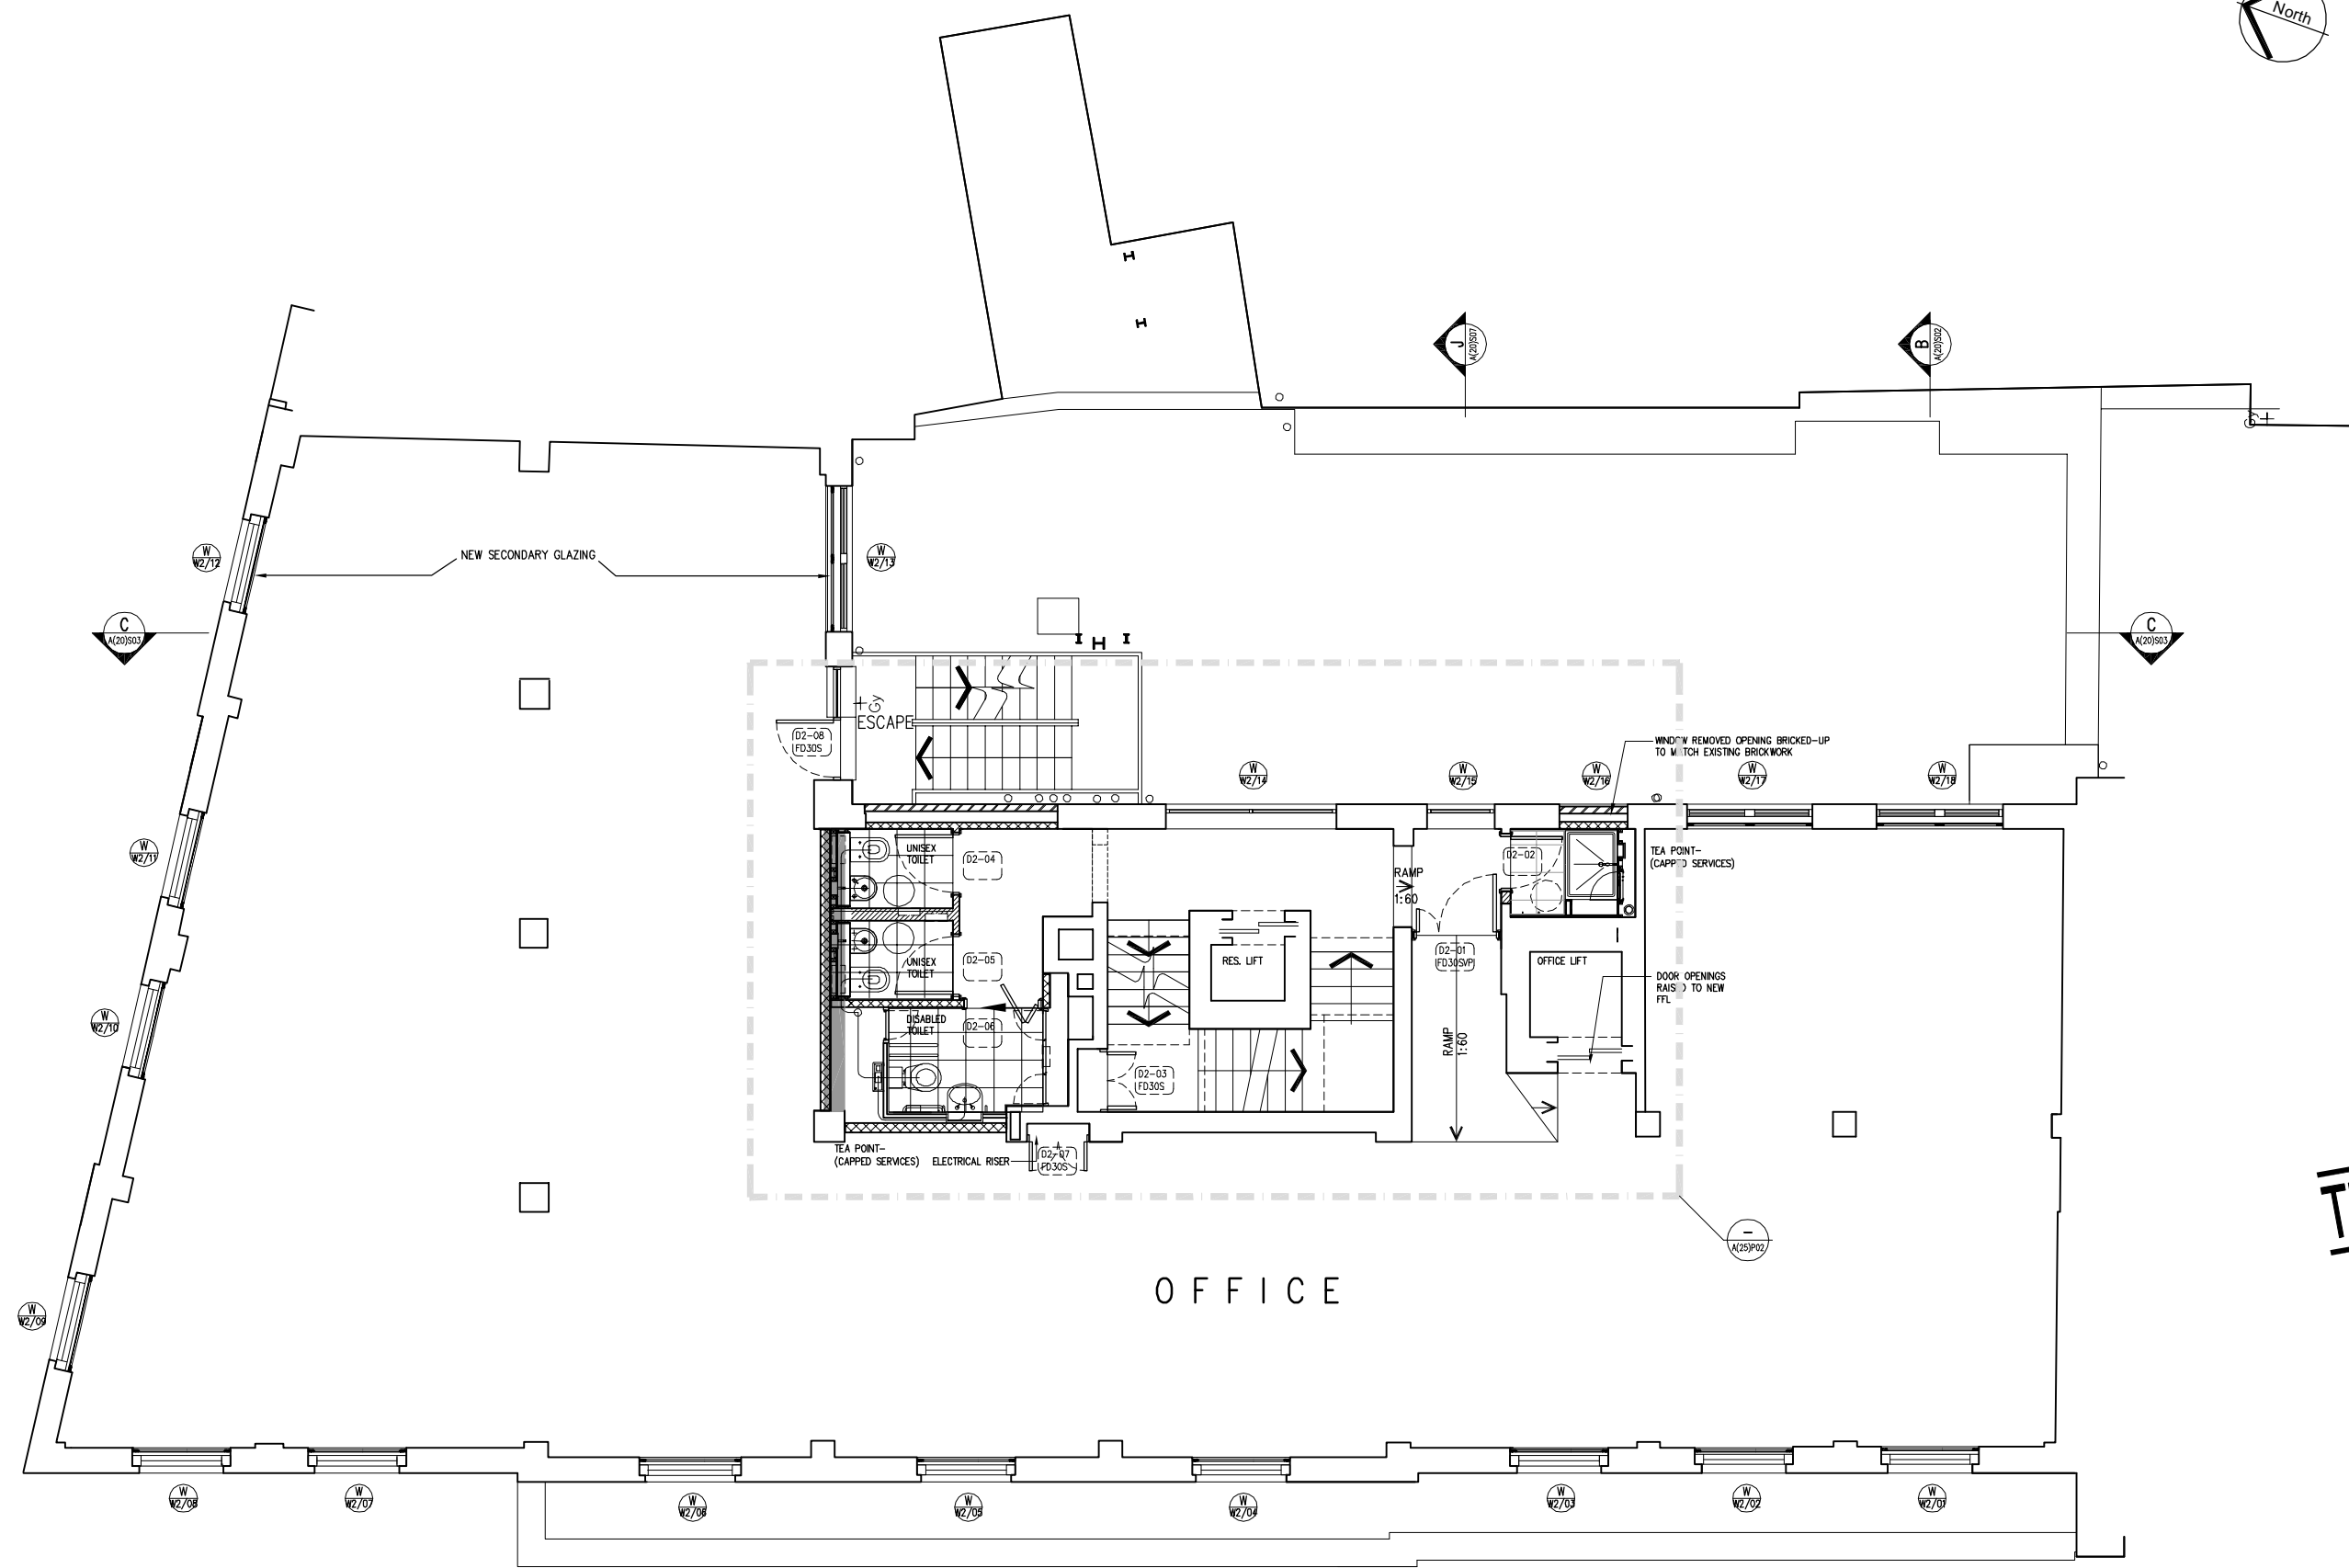 North
J
A(20)S07
B
A(20)S02
Gy
W
W2/12
NEW SECONDARY GLAZING
W
W2/13
C
A(20)S03
C
A(20)S03
Gy
ESCAPE
D2-08
FD30S
WINDOW REMOVED OPENING BRICKED-UP
TO MATCH EXISTING BRICKWORK
W
W2/14
W
W2/15
W
W2/16
W
W2/17
W
W2/18
W
W2/11
UNISEX
TOILET
D2-04
D2-02
TEA POINT-
(CAPPED SERVICES)
RAMP
1:60
UNISEX
TOILET
D2-05
RES. LIFT
D2-01
FD30SVP
OFFICE LIFT
DOOR OPENINGS
RAISED TO NEW
FFL
W
W2/10
DISABLED
TOILET
D2-06
RAMP
1:60
D2-03
FD30S
TEA POINT-
(CAPPED SERVICES)
ELECTRICAL RISER
D2-07
FD30S
-
A(25)P02
OFFICE
W
W2/09
W
W2/08
W
W2/07
W
W2/06
W
W2/05
W
W2/04
W
W2/03
W
W2/02
W
W2/01